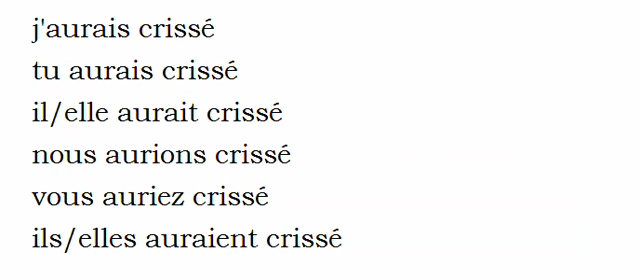 j'aurais crissé
tu aurais crissé
il/elle aurait crissé
nous aurions crissé
vous auriez crissé
ils/elles auraient crissé